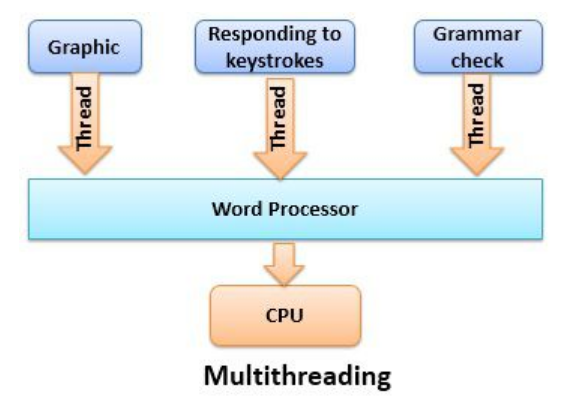 Graphic
Responding to
keystrokes
Grammar
check
Thread
Thread
Thread
Word Processor
CPU
Multithreading